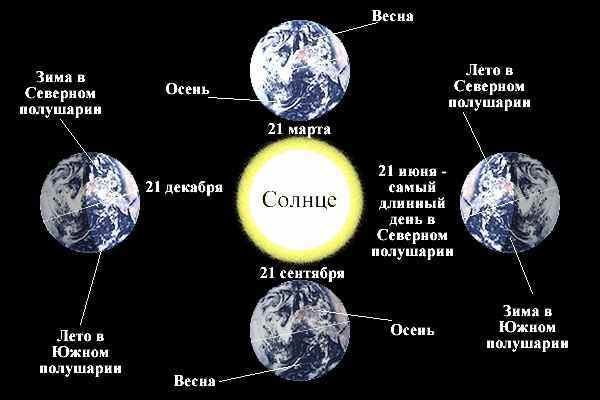 Весна
Зима в
Северном
полушарии
Осень
21 марта
Лето в
Северном
полушарии
21 декабря
Солнце
21 июня -
самый
длинный
день в
Северном
полушарии
21 сентября
Лето в
Южном
полушарии
Весна
Осень
Зима в
Южном
полушарии